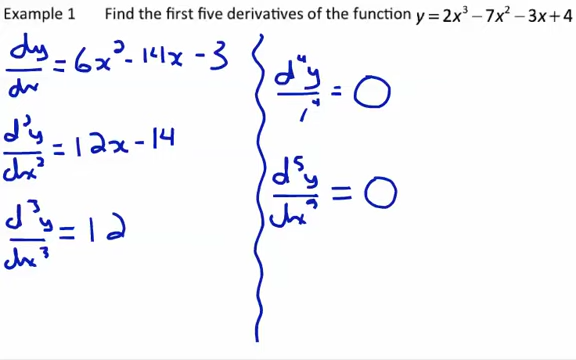 Example 1 Find the first five derivatives of the function y = 2x³ − 7x² − 3x + 4
dy/dx = 6x² - 14x - 3
d²y/dx² = 12x - 14
d³y/dx³ = 12
d⁴y/ ⁴ = 0
d⁵y/dx⁵ = 0